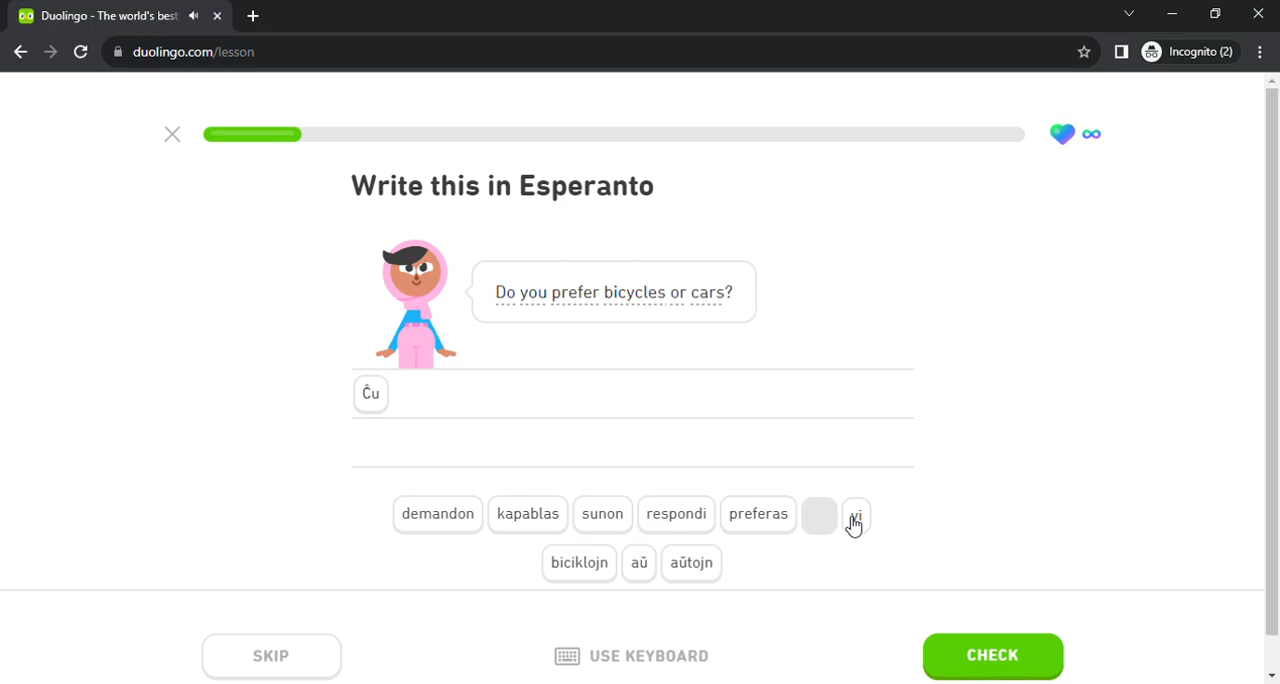 Duolingo - The world's best
duolingo.com/lesson
Incognito (2)
Write this in Esperanto
Do you prefer bicycles or cars?
Ĉu
demandon kapablas sunon respondi preferas vi
biciklojn aŭ aŭtojn
SKIP
USE KEYBOARD
CHECK